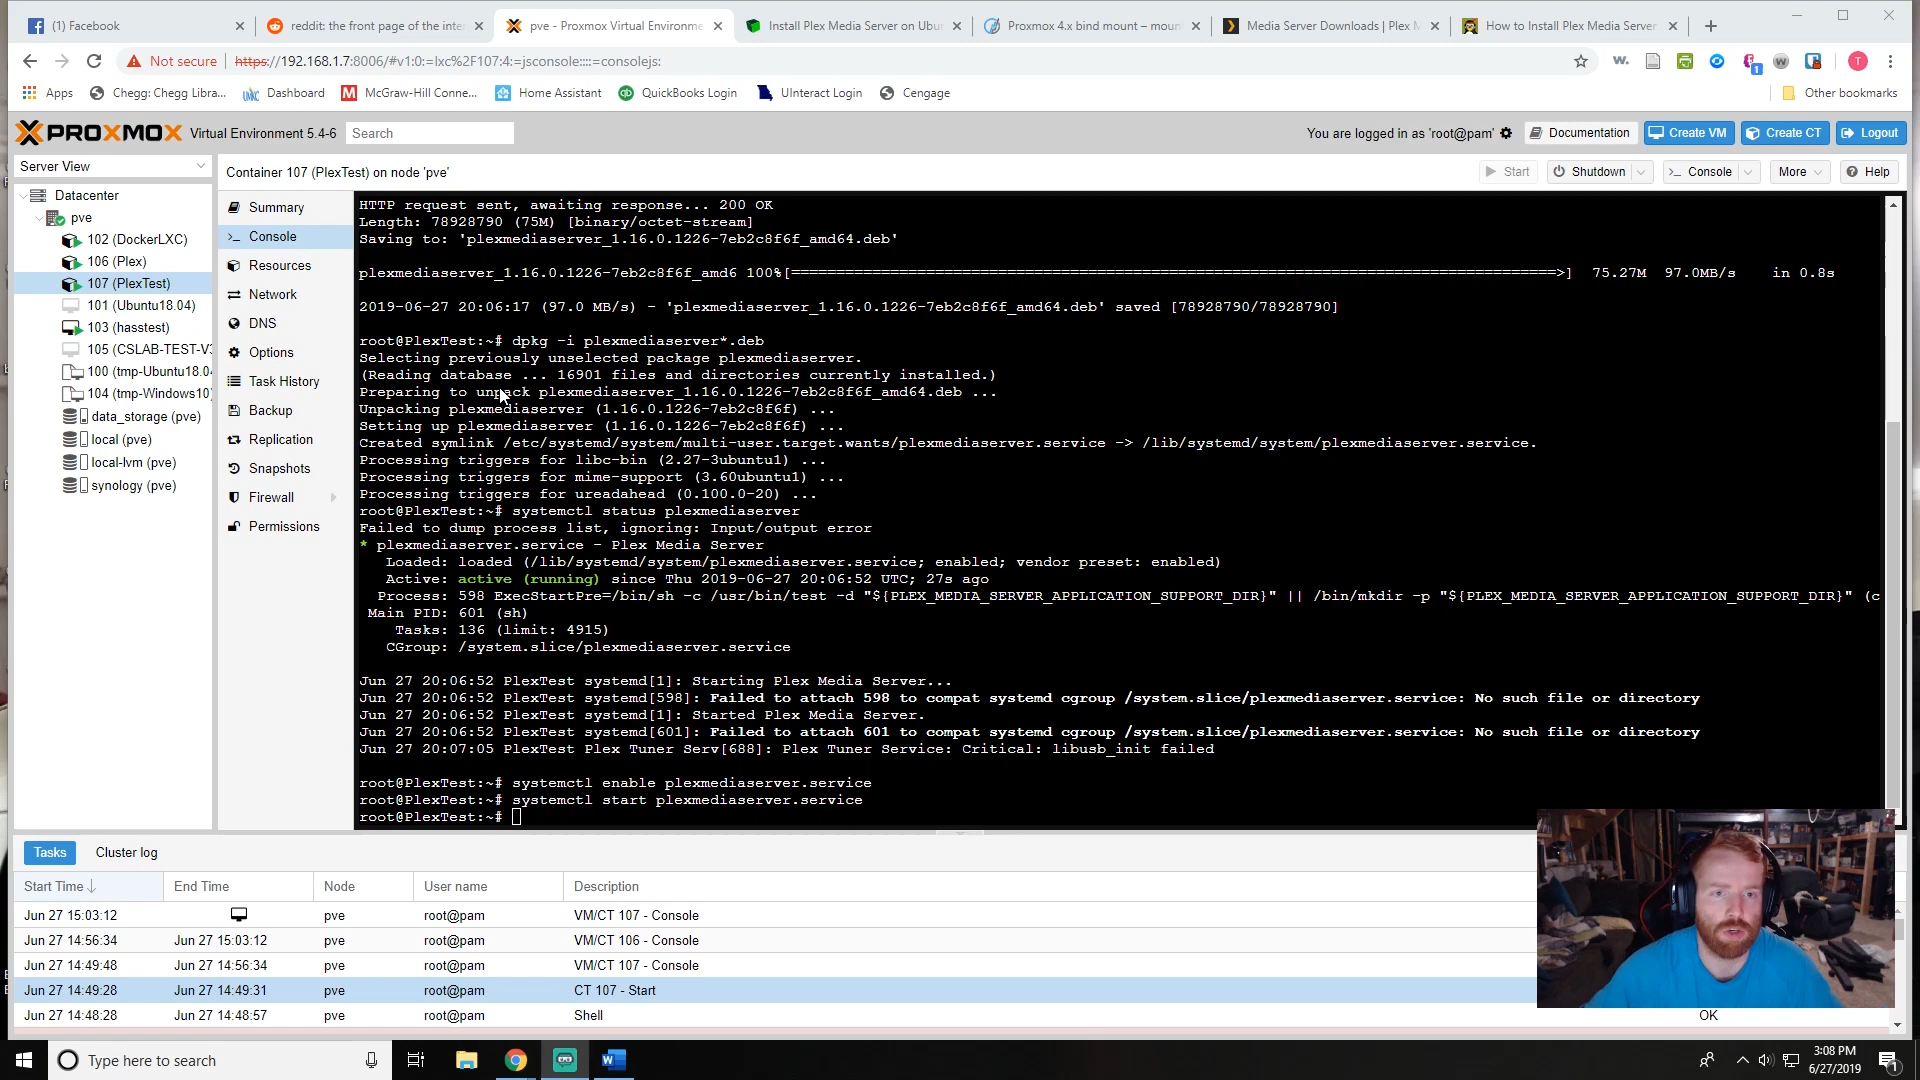 (1) Facebook
reddit: the front page of the inte
pve - Proxmox Virtual Environme
Install Plex Media Server on Ubu
Proxmox 4.x bind mount – moun
Media Server Downloads | Plex M
How to Install Plex Media Server
Not secure
https://192.168.1.7:8006/#v1:0:=lxc%2F107:4:=jsconsole::::=consolejs:
Apps
Chegg: Chegg Libra...
Dashboard
McGraw-Hill Conne...
Home Assistant
QuickBooks Login
UInteract Login
Cengage
Other bookmarks
PROXMOX Virtual Environment 5.4-6
Search
You are logged in as 'root@pam'
Documentation
Create VM
Create CT
Logout
Server View
Container 107 (PlexTest) on node 'pve'
Start
Shutdown
Console
More
Help
Datacenter
pve
102 (DockerLXC)
106 (Plex)
107 (PlexTest)
101 (Ubuntu18.04)
103 (hasstest)
105 (CSLAB-TEST-V3
100 (tmp-Ubuntu18.04
104 (tmp-Windows10)
data_storage (pve)
local (pve)
local-lvm (pve)
synology (pve)
Summary
Console
Resources
Network
DNS
Options
Task History
Backup
Replication
Snapshots
Firewall
Permissions
HTTP request sent, awaiting response... 200 OK
Length: 78928790 (75M) [binary/octet-stream]
Saving to: 'plexmediaserver_1.16.0.1226-7eb2c8f6f_amd64.deb'
plexmediaserver_1.16.0.1226-7eb2c8f6f_amd6 100%[=====================================================================================>] 75.27M 97.0MB/s in 0.8s
2019-06-27 20:06:17 (97.0 MB/s) - 'plexmediaserver_1.16.0.1226-7eb2c8f6f_amd64.deb' saved [78928790/78928790]
root@PlexTest:~# dpkg -i plexmediaserver*.deb
Selecting previously unselected package plexmediaserver.
(Reading database ... 16901 files and directories currently installed.)
Preparing to unpack plexmediaserver_1.16.0.1226-7eb2c8f6f_amd64.deb ...
Unpacking plexmediaserver (1.16.0.1226-7eb2c8f6f) ...
Setting up plexmediaserver (1.16.0.1226-7eb2c8f6f) ...
Created symlink /etc/systemd/system/multi-user.target.wants/plexmediaserver.service -> /lib/systemd/system/plexmediaserver.service.
Processing triggers for libc-bin (2.27-3ubuntu1) ...
Processing triggers for mime-support (3.60ubuntu1) ...
Processing triggers for ureadahead (0.100.0-20) ...
root@PlexTest:~# systemctl status plexmediaserver
Failed to dump process list, ignoring: Input/output error
* plexmediaserver.service - Plex Media Server
Loaded: loaded (/lib/systemd/system/plexmediaserver.service; enabled; vendor preset: enabled)
Active: active (running) since Thu 2019-06-27 20:06:52 UTC; 27s ago
Process: 598 ExecStartPre=/bin/sh -c /usr/bin/test -d "${PLEX_MEDIA_SERVER_APPLICATION_SUPPORT_DIR}" || /bin/mkdir -p "${PLEX_MEDIA_SERVER_APPLICATION_SUPPORT_DIR}" (c
Main PID: 601 (sh)
Tasks: 136 (limit: 4915)
CGroup: /system.slice/plexmediaserver.service
Jun 27 20:06:52 PlexTest systemd[1]: Starting Plex Media Server...
Jun 27 20:06:52 PlexTest systemd[598]: Failed to attach 598 to compat systemd cgroup /system.slice/plexmediaserver.service: No such file or directory
Jun 27 20:06:52 PlexTest systemd[1]: Started Plex Media Server.
Jun 27 20:06:52 PlexTest systemd[601]: Failed to attach 601 to compat systemd cgroup /system.slice/plexmediaserver.service: No such file or directory
Jun 27 20:07:05 PlexTest Plex Tuner Serv[688]: Plex Tuner Service: Critical: libusb_init failed
root@PlexTest:~# systemctl enable plexmediaserver.service
root@PlexTest:~# systemctl start plexmediaserver.service
root@PlexTest:~#
Tasks
Cluster log
Start Time
End Time
Node
User name
Description
Jun 27 15:03:12 pve root@pam VM/CT 107 - Console
Jun 27 14:56:34 Jun 27 15:03:12 pve root@pam VM/CT 106 - Console
Jun 27 14:49:48 Jun 27 14:56:34 pve root@pam VM/CT 107 - Console
Jun 27 14:49:28 Jun 27 14:49:31 pve root@pam CT 107 - Start
Jun 27 14:48:28 Jun 27 14:48:57 pve root@pam Shell OK
Type here to search
3:08 PM
6/27/2019